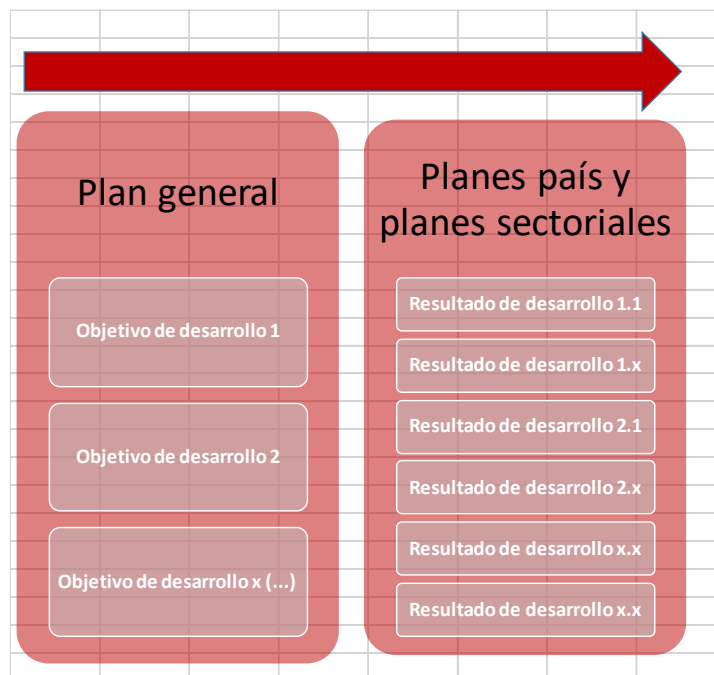 Plan general
Objetivo de desarrollo 1
Objetivo de desarrollo 2
Objetivo de desarrollo x (...)
Planes país y
planes sectoriales
Resultado de desarrollo 1.1
Resultado de desarrollo 1.x
Resultado de desarrollo 2.1
Resultado de desarrollo 2.x
Resultado de desarrollo x.x
Resultado de desarrollo x.x